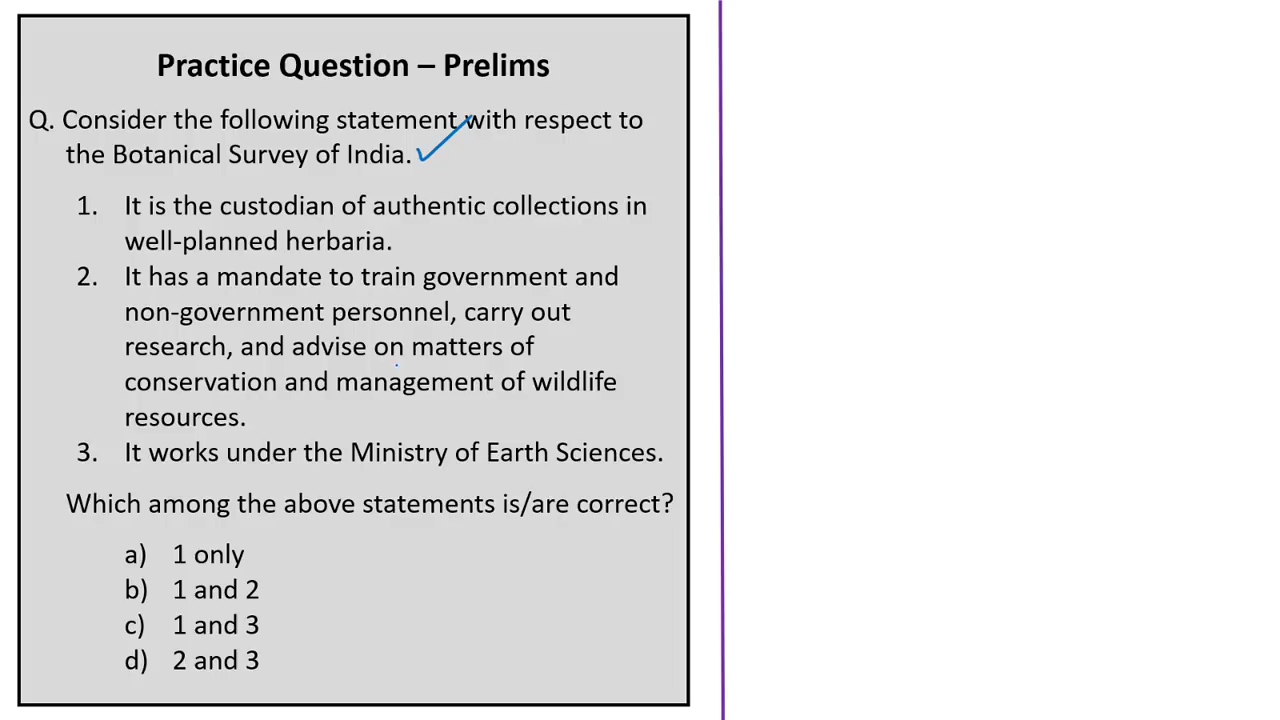 Practice Question – Prelims
Q. Consider the following statement with respect to
the Botanical Survey of India.
1. It is the custodian of authentic collections in
well-planned herbaria.
2. It has a mandate to train government and
non-government personnel, carry out
research, and advise on matters of
conservation and management of wildlife
resources.
3. It works under the Ministry of Earth Sciences.
Which among the above statements is/are correct?
a) 1 only
b) 1 and 2
c) 1 and 3
d) 2 and 3